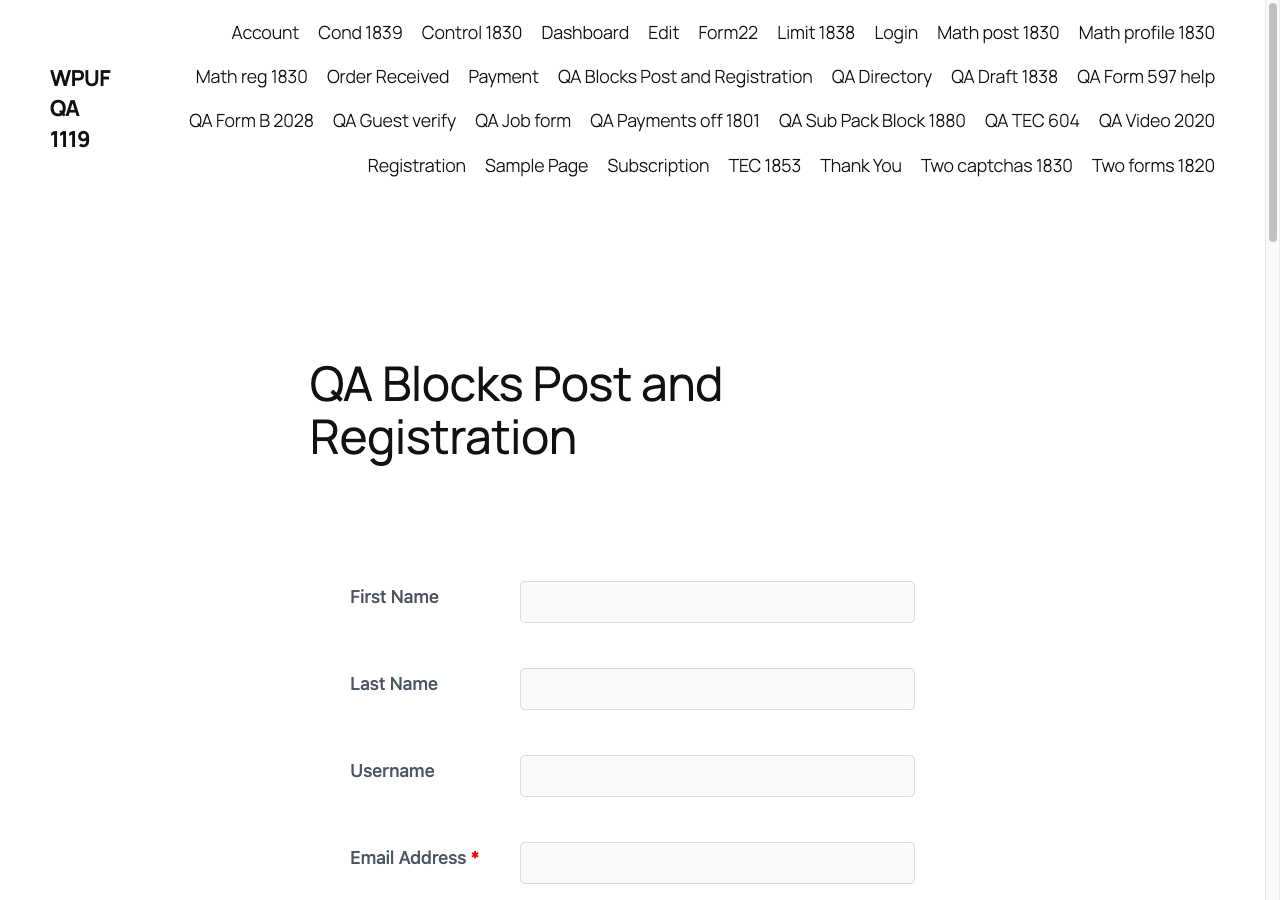 WPUF
QA
1119
Account Cond 1839 Control 1830 Dashboard Edit Form22 Limit 1838 Login Math post 1830 Math profile 1830
Math reg 1830 Order Received Payment QA Blocks Post and Registration QA Directory QA Draft 1838 QA Form 597 help
QA Form B 2028 QA Guest verify QA Job form QA Payments off 1801 QA Sub Pack Block 1880 QA TEC 604 QA Video 2020
Registration Sample Page Subscription TEC 1853 Thank You Two captchas 1830 Two forms 1820
QA Blocks Post and
Registration
First Name
Last Name
Username
Email Address *